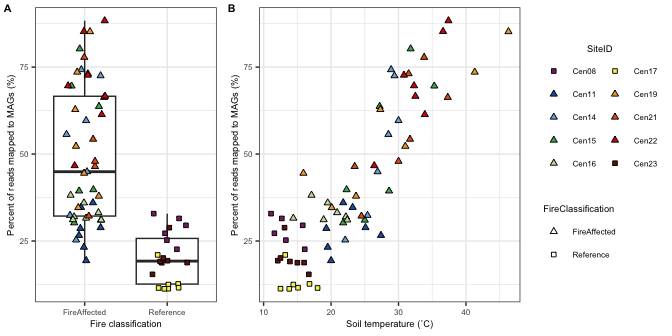 A
B
Percent of reads mapped to MAGs (%)
75
50
25
FireAffected
Reference
Fire classification
Percent of reads mapped to MAGs (%)
75
50
25
10
20
30
40
Soil temperature (˚C)
SiteID
Cen08
Cen17
Cen11
Cen19
Cen14
Cen21
Cen15
Cen22
Cen16
Cen23
FireClassification
FireAffected
Reference